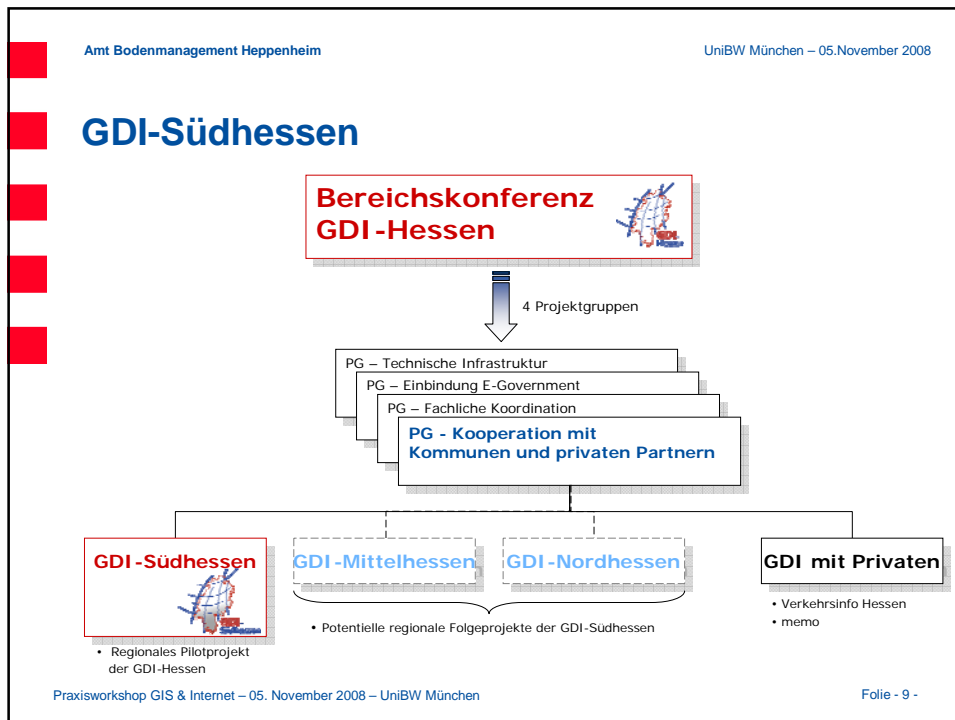 Amt Bodenmanagement Heppenheim
UniBW München – 05.November 2008
GDI-Südhessen
Bereichskonferenz
GDI-Hessen
4 Projektgruppen
PG – Technische Infrastruktur
PG – Einbindung E-Government
PG – Fachliche Koordination
PG - Kooperation mit
Kommunen und privaten Partnern
GDI-Südhessen
GDI-Mittelhessen
GDI-Nordhessen
GDI mit Privaten
• Verkehrsinfo Hessen
• memo
• Potentielle regionale Folgeprojekte der GDI-Südhessen
• Regionales Pilotprojekt
der GDI-Hessen
Praxisworkshop GIS & Internet – 05. November 2008 – UniBW München
Folie - 9 -